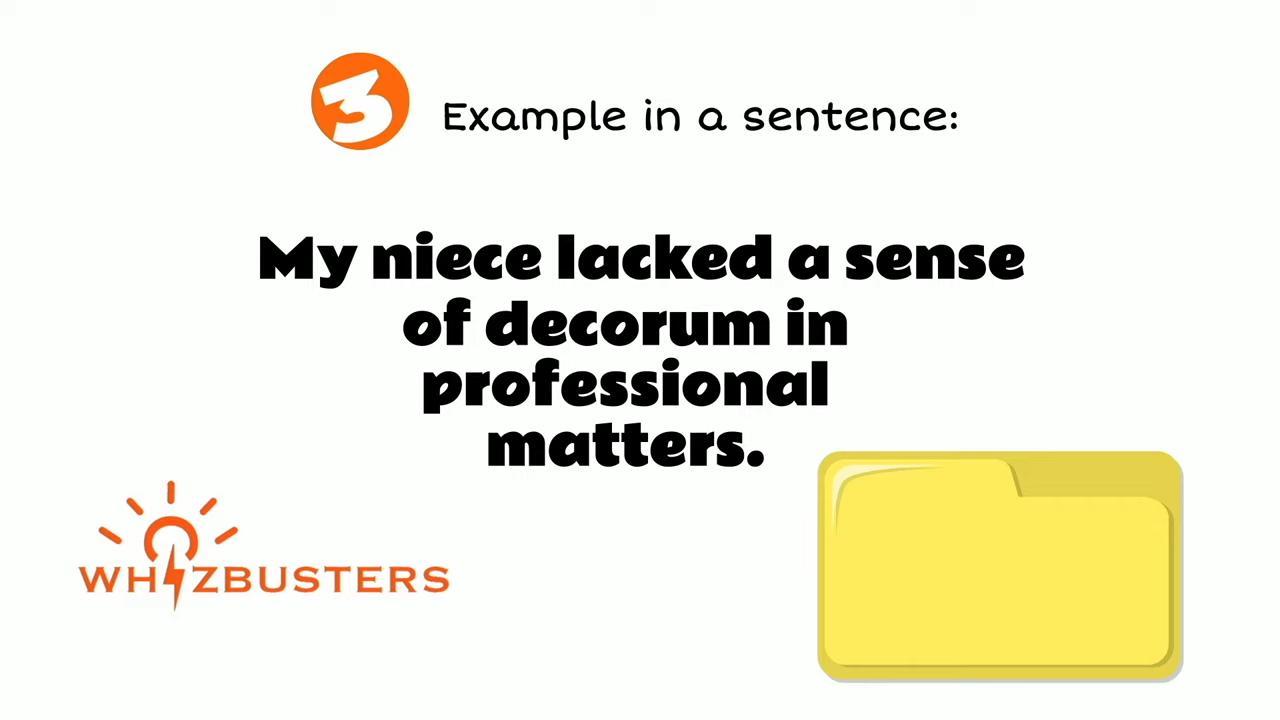 3 Example in a sentence:
My niece lacked a sense
of decorum in
professional
matters.
WHIZBUSTERS